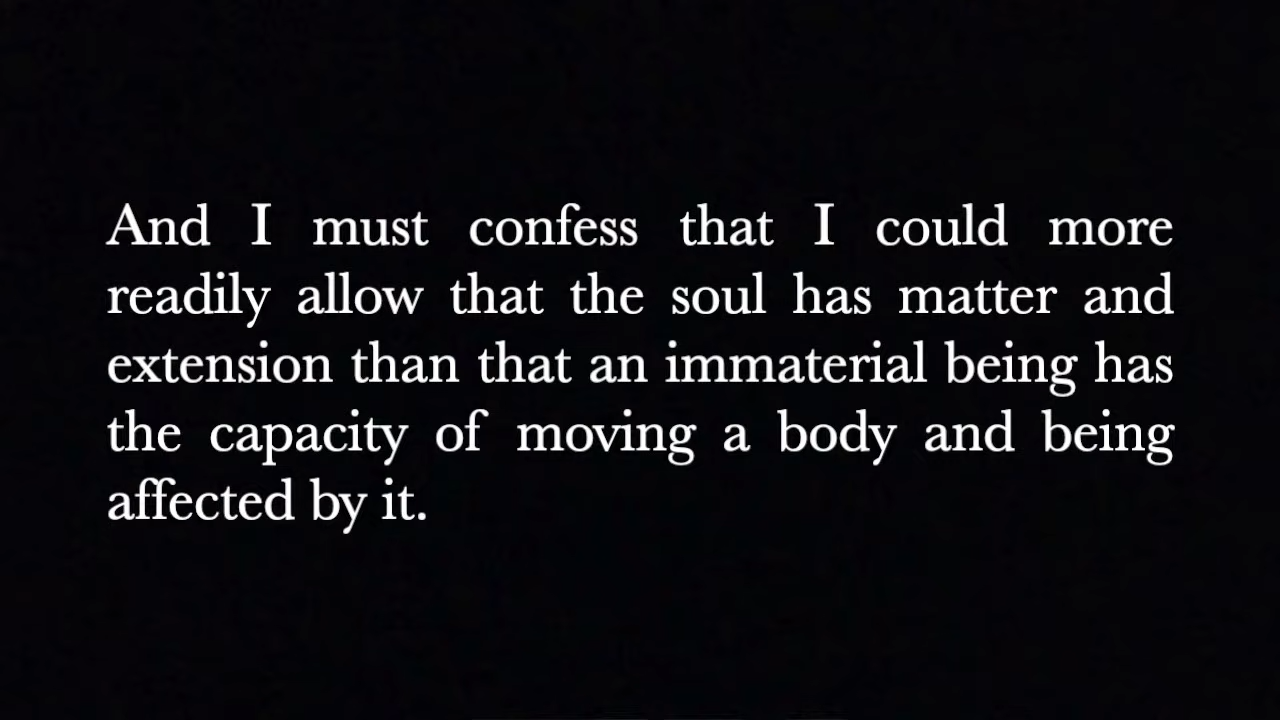 And I must confess that I could more
readily allow that the soul has matter and
extension than that an immaterial being has
the capacity of moving a body and being
affected by it.